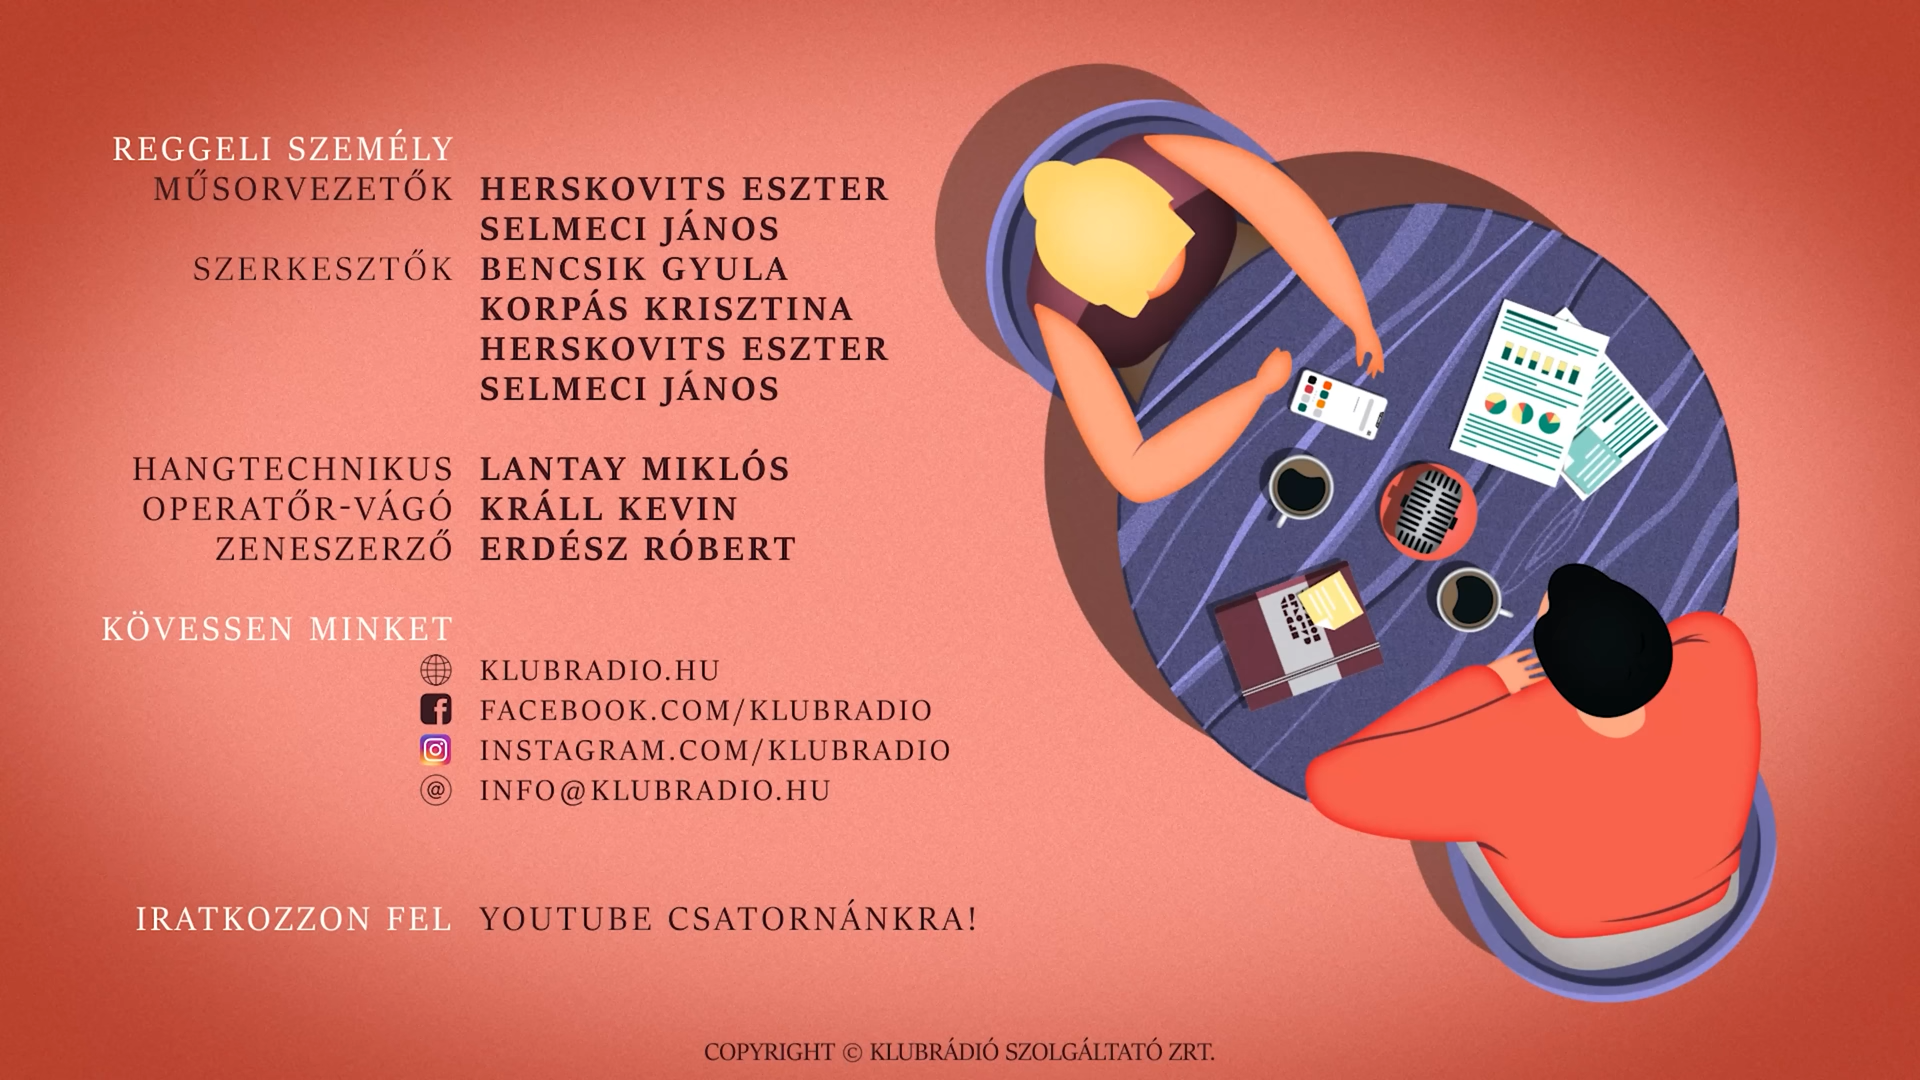 REGGELI SZEMÉLY
MŰSORVEZETŐK HERSKOVITS ESZTER
SELMECI JÁNOS
SZERKESZTŐK BENCSIK GYULA
KORPÁS KRISZTINA
HERSKOVITS ESZTER
SELMECI JÁNOS
HANGTECHNIKUS LANTAY MIKLÓS
OPERATŐR-VÁGÓ KRÁLL KEVIN
ZENESZERZŐ ERDÉSZ RÓBERT
KÖVESSEN MINKET
KLUBRADIO.HU
FACEBOOK.COM/KLUBRADIO
INSTAGRAM.COM/KLUBRADIO
INFO@KLUBRADIO.HU
IRATKOZZON FEL YOUTUBE CSATORNÁNKRA!
COPYRIGHT © KLUBRÁDIÓ SZOLGÁLTATÓ ZRT.